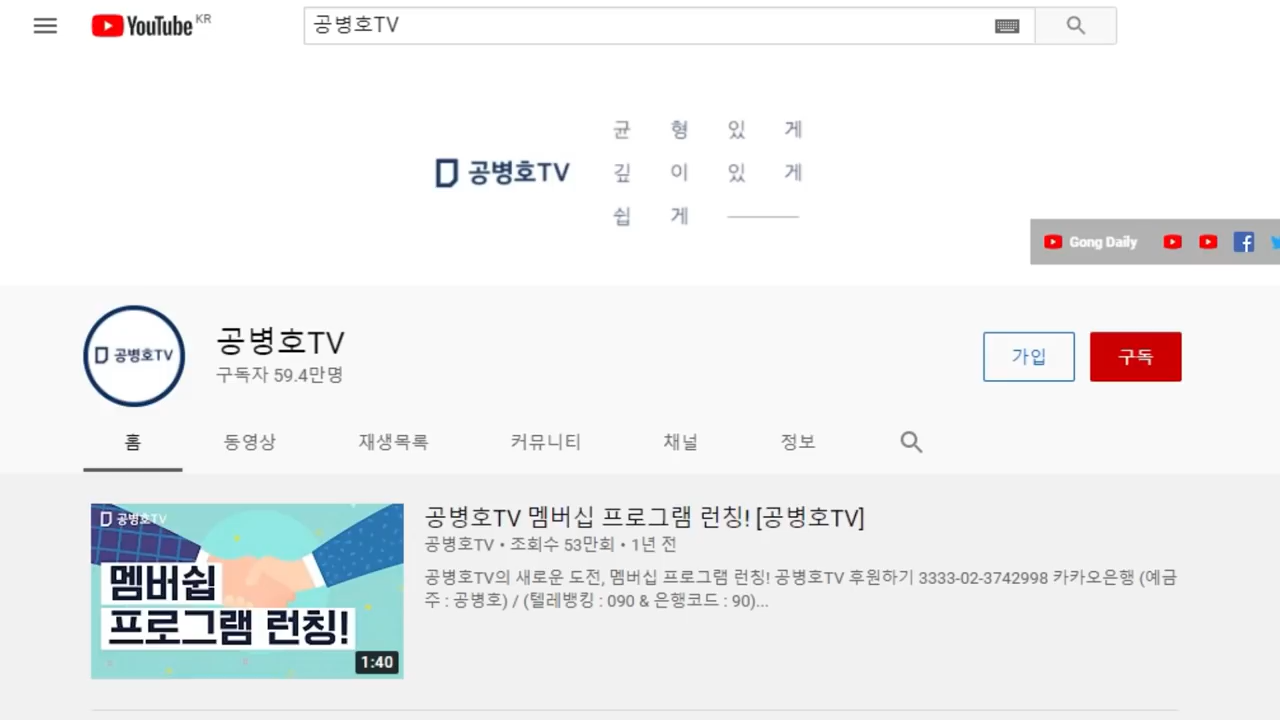 YouTube KR
공병호TV
균형있게
공병호TV
깊이있게
쉽게
Gong Daily
공병호TV
공병호TV
구독자 59.4만명
가입
구독
홈
동영상
재생목록
커뮤니티
채널
정보
공병호TV
멤버쉽
프로그램 런칭!
1:40
공병호TV 멤버십 프로그램 런칭! [공병호TV]
공병호TV • 조회수 53만회 • 1년 전
공병호TV의 새로운 도전, 멤버십 프로그램 런칭! 공병호TV 후원하기 3333-02-3742998 카카오은행 (예금
주 : 공병호) / (텔레뱅킹 : 090 & 은행코드 : 90)...